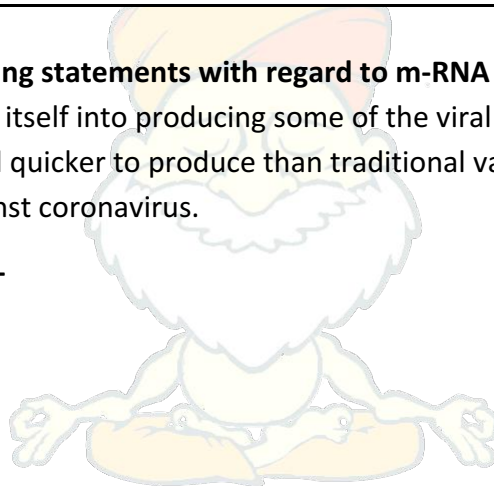 ng statements with regard to m-RNA
itself into producing some of the viral
quicker to produce than traditional va
nst coronavirus.